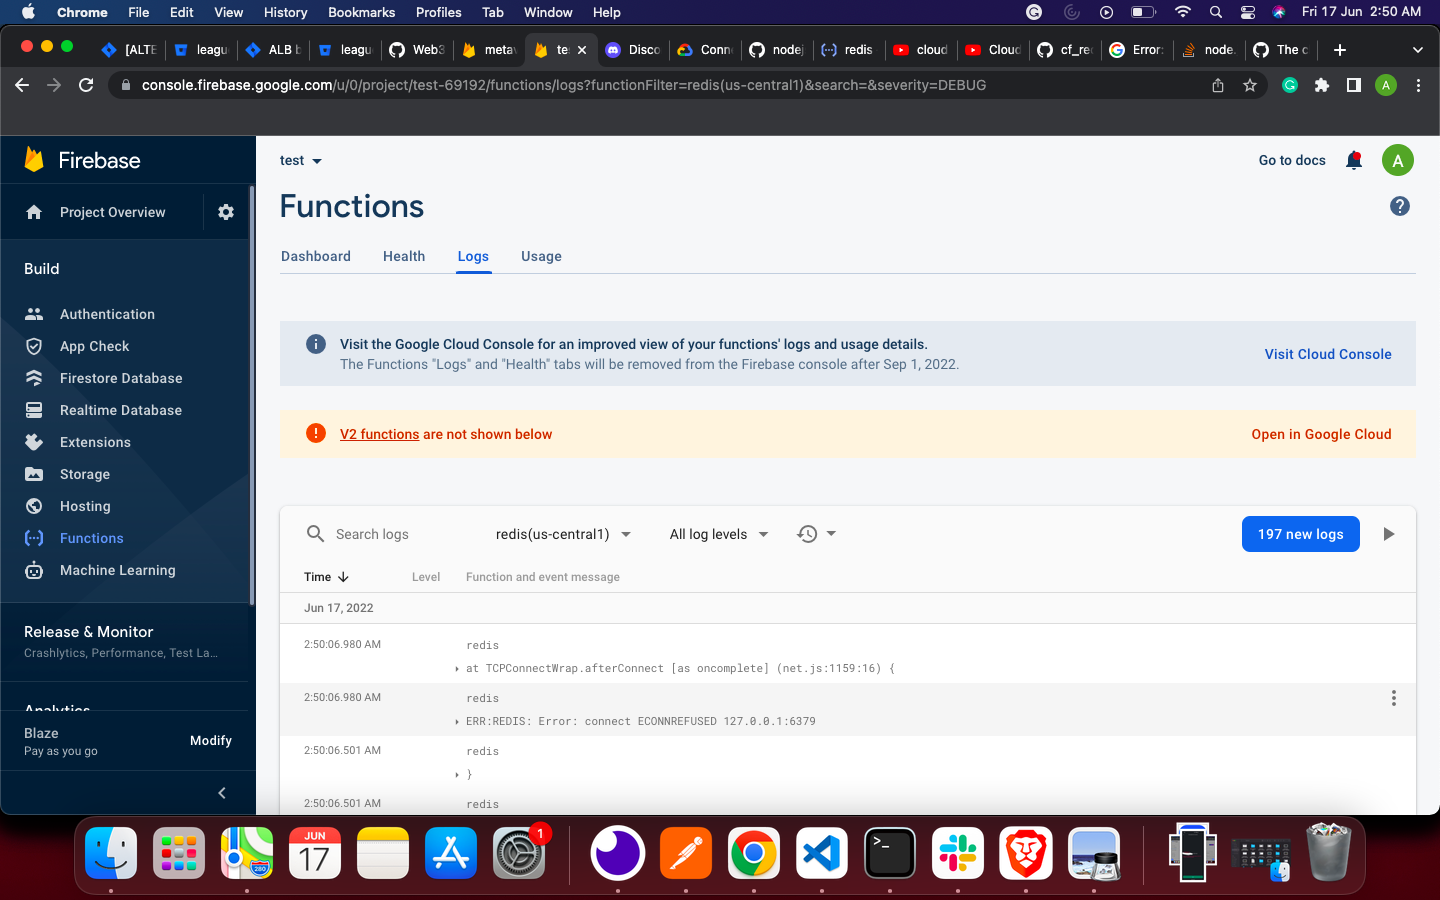 Chrome File Edit View History Bookmarks Profiles Tab Window Help Fri 17 Jun 2:50 AM
[ALTE leagu ALB b leagu Web3 metav te Disco Conn nodej redis cloud Cloud cf_re Error: node. The c
console.firebase.google.com/u/0/project/test-69192/functions/logs?functionFilter=redis(us-central1)&search=&severity=DEBUG A
Firebase
Project Overview
Build
Authentication
App Check
Firestore Database
Realtime Database
Extensions
Storage
Hosting
Functions
Machine Learning
Release & Monitor
Crashlytics, Performance, Test La...
Analytics
Blaze
Pay as you go
Modify
test
Go to docs A
Functions
Dashboard Health Logs Usage
Visit the Google Cloud Console for an improved view of your functions' logs and usage details.
The Functions "Logs" and "Health" tabs will be removed from the Firebase console after Sep 1, 2022.
Visit Cloud Console
V2 functions are not shown below
Open in Google Cloud
Search logs redis(us-central1) All log levels 197 new logs
Time Level Function and event message
Jun 17, 2022
2:50:06.980 AM redis
at TCPConnectWrap.afterConnect [as oncomplete] (net.js:1159:16) {
2:50:06.980 AM redis
ERR:REDIS: Error: connect ECONNREFUSED 127.0.0.1:6379
2:50:06.501 AM redis
}
2:50:06.501 AM redis
JUN
17
280
1
>_